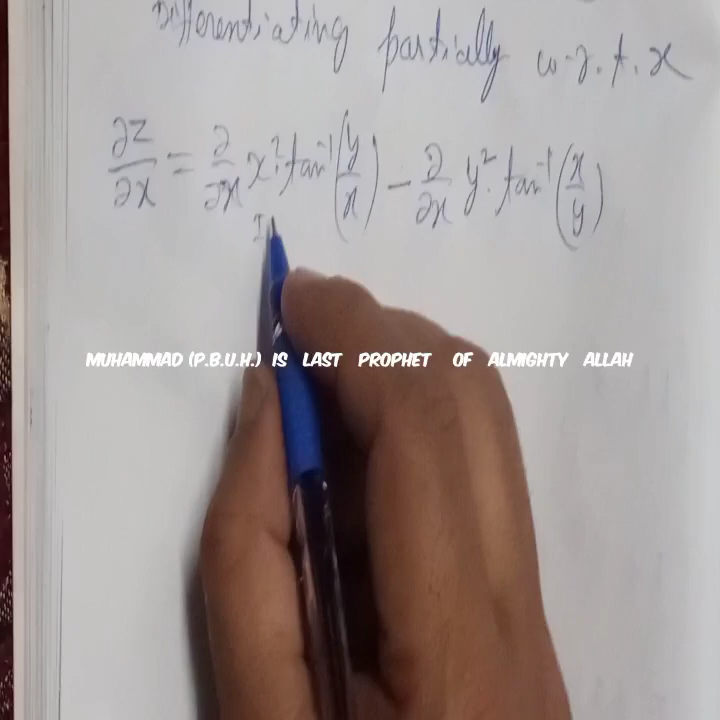 Differentiating partially w.r.t. x
∂z/∂x = ∂/∂x x². tan⁻¹(y/x) − ∂/∂x y². tan⁻¹(x/y)
I
MUHAMMAD (P.B.U.H.) IS LAST PROPHET OF ALMIGHTY ALLAH